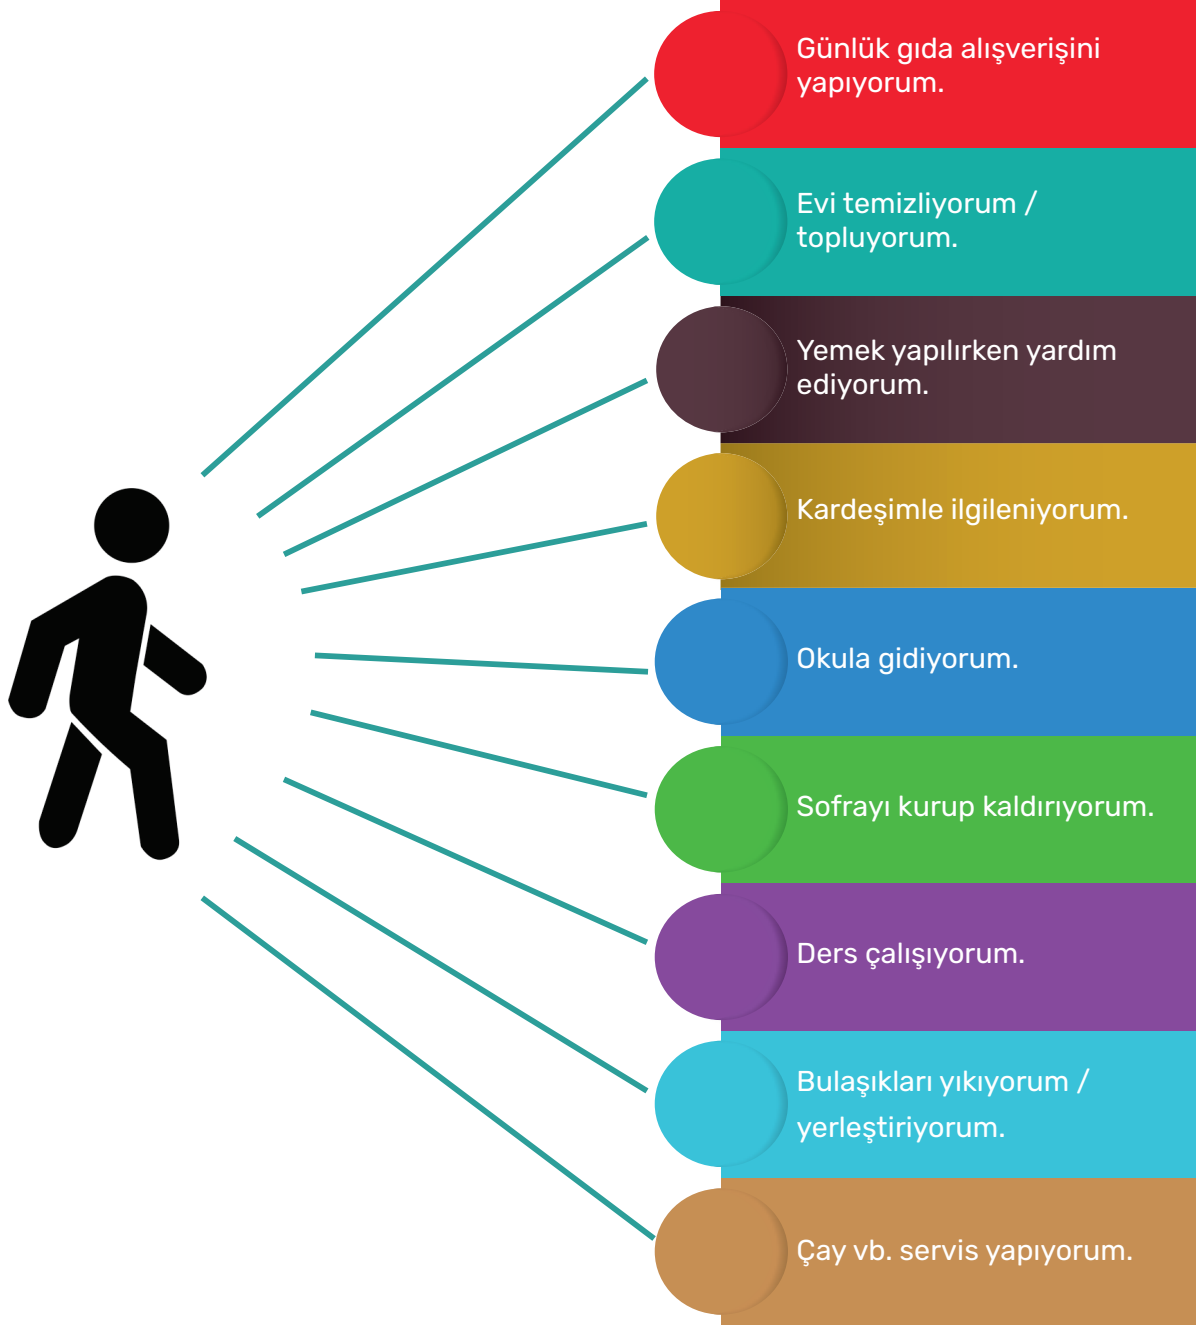 Günlük gıda alışverişini
yapıyorum.
Evi temizliyorum /
topluyorum.
Yemek yapılırken yardım
ediyorum.
Kardeşimle ilgileniyorum.
Okula gidiyorum.
Sofrayı kurup kaldırıyorum.
Ders çalışıyorum.
Bulaşıkları yıkıyorum /
yerleştiriyorum.
Çay vb. servis yapıyorum.